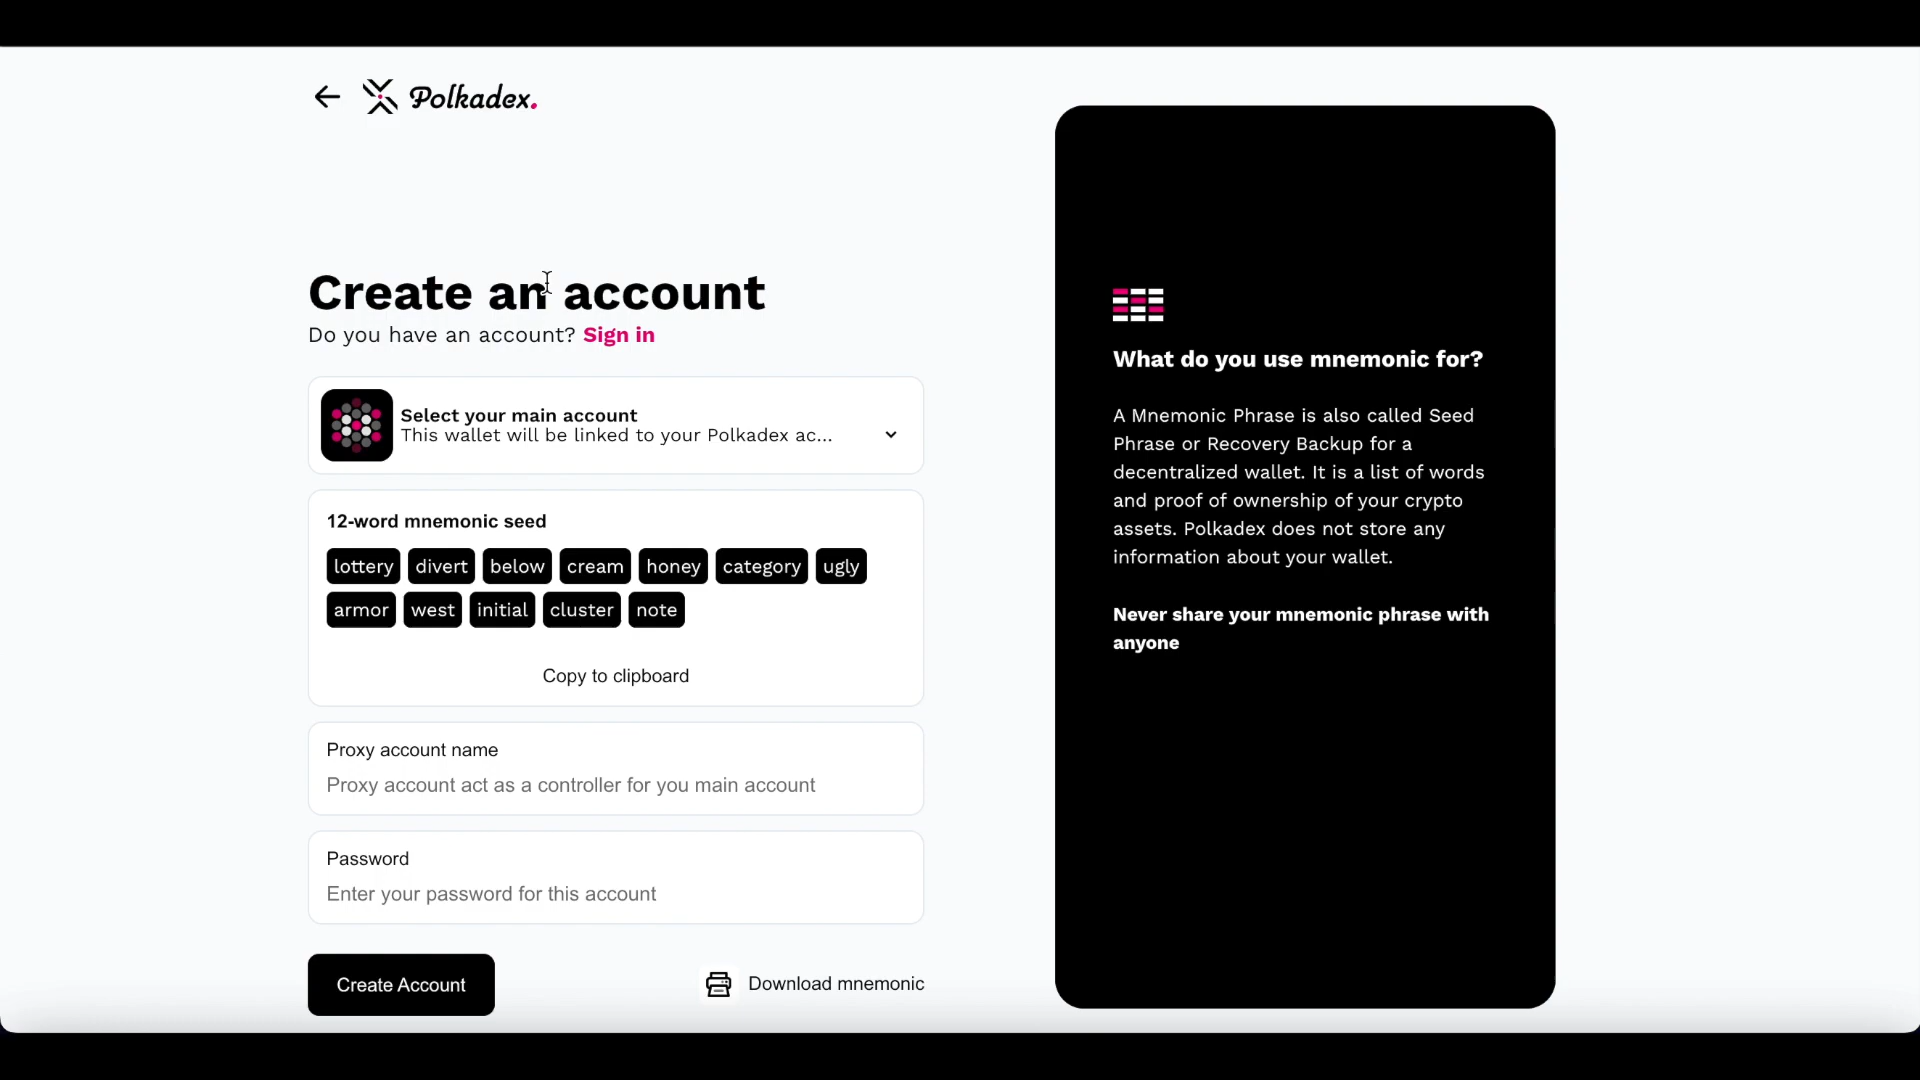 Polkadex.
Create an account
Do you have an account? Sign in
Select your main account
This wallet will be linked to your Polkadex ac...
12-word mnemonic seed
lottery divert below cream honey category ugly
armor west initial cluster note
Copy to clipboard
Proxy account name
Proxy account act as a controller for you main account
Password
Enter your password for this account
Create Account
Download mnemonic
What do you use mnemonic for?
A Mnemonic Phrase is also called Seed
Phrase or Recovery Backup for a
decentralized wallet. It is a list of words
and proof of ownership of your crypto
assets. Polkadex does not store any
information about your wallet.
Never share your mnemonic phrase with
anyone